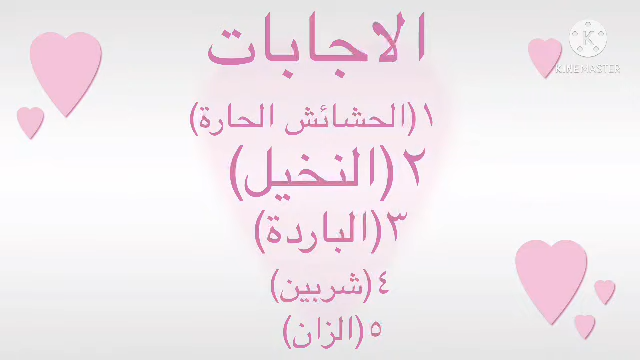 الاجابات
١(الحشائش الحارة)
٢(النخيل)
٣(الباردة)
٤(شربين)
٥(الزان)
KINEMASTER